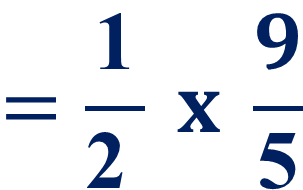 = 1/2 x 9/5